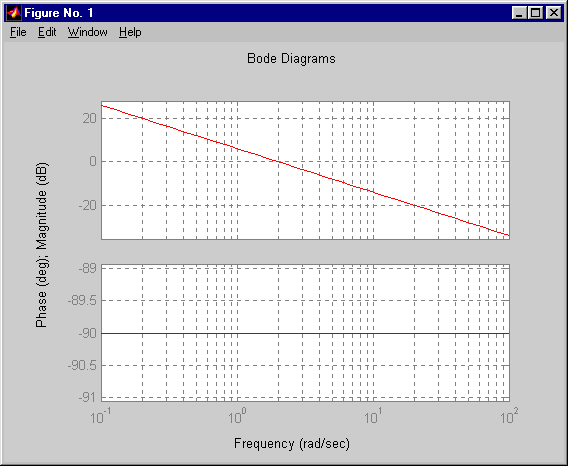 Figure No. 1
File Edit Window Help
Bode Diagrams
Phase (deg); Magnitude (dB)
20
0
-20
-89
-89.5
-90
-90.5
-91
10^-1 10^0 10^1 10^2
Frequency (rad/sec)